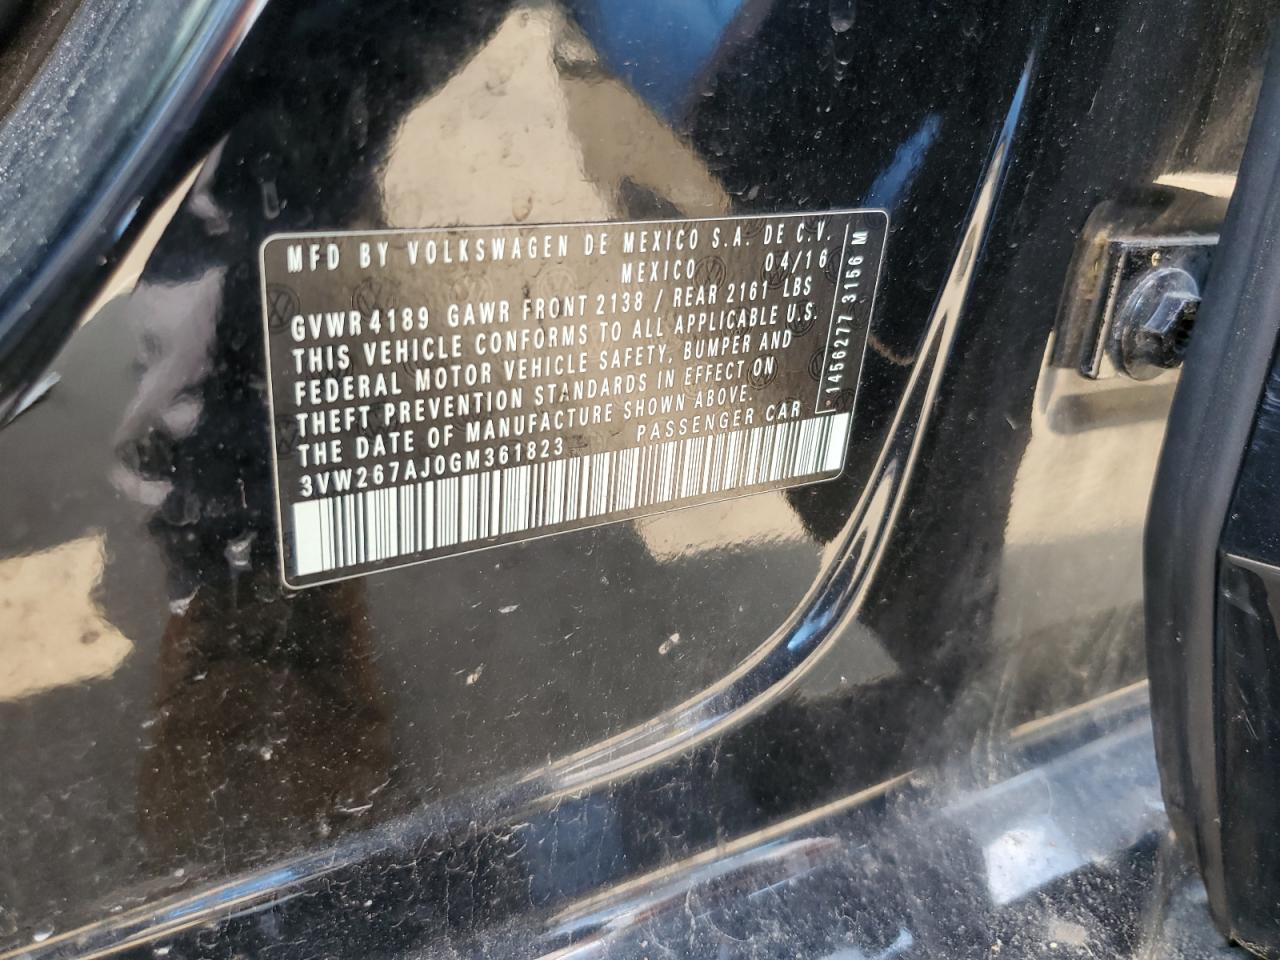 MFD BY VOLKSWAGEN DE MEXICO S.A. DE C.V.
MEXICO 04/16
GVWR 4189 GAWR FRONT 2138 / REAR 2161 LBS
THIS VEHICLE CONFORMS TO ALL APPLICABLE U.S.
FEDERAL MOTOR VEHICLE SAFETY, BUMPER AND
THEFT PREVENTION STANDARDS IN EFFECT ON
THE DATE OF MANUFACTURE SHOWN ABOVE.
3VW267AJ0GM361823 PASSENGER CAR
1456277 3156 M